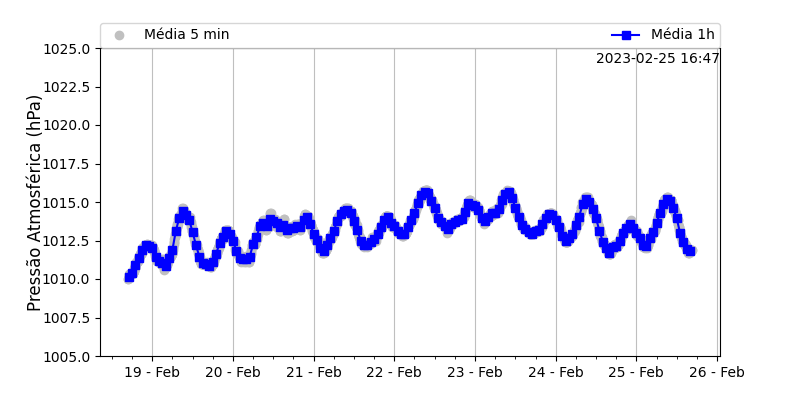 Média 5 min
Média 1h
2023-02-25 16:47
Pressão Atmosférica (hPa)
1025.0
1022.5
1020.0
1017.5
1015.0
1012.5
1010.0
1007.5
1005.0
19 - Feb
20 - Feb
21 - Feb
22 - Feb
23 - Feb
24 - Feb
25 - Feb
26 - Feb